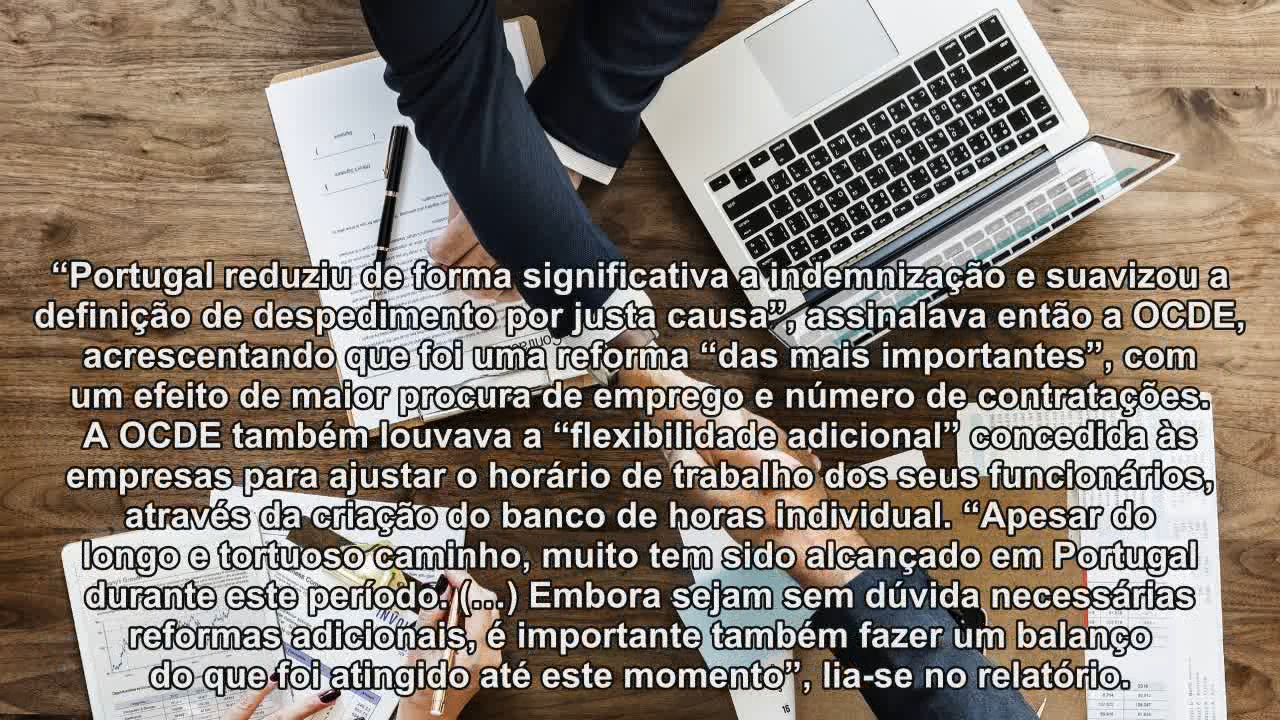 “Portugal reduziu de forma significativa a indemnização e suavizou a
definição de despedimento por justa causa”, assinalava então a OCDE,
acrescentando que foi uma reforma “das mais importantes”, com
um efeito de maior procura de emprego e número de contratações.
A OCDE também louvava a “flexibilidade adicional” concedida às
empresas para ajustar o horário de trabalho dos seus funcionários,
através da criação do banco de horas individual. “Apesar do
longo e tortuoso caminho, muito tem sido alcançado em Portugal
durante este período. (...) Embora sejam sem dúvida necessárias
reformas adicionais, é importante também fazer um balanço
do que foi atingido até este momento”, lia-se no relatório.